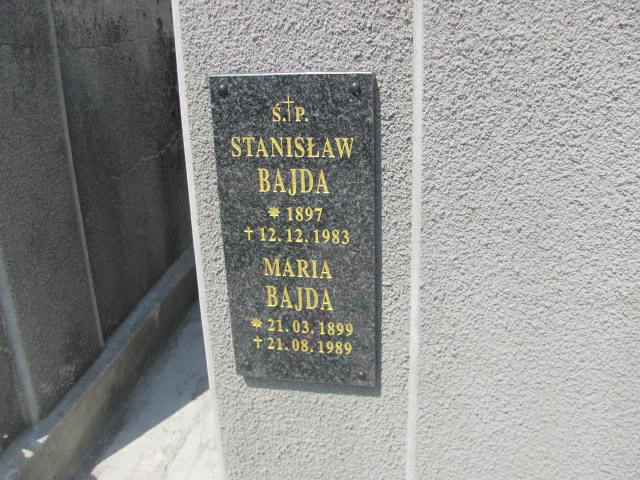 Ś.†P.
STANISŁAW
BAJDA
* 1897
† 12. 12. 1983
MARIA
BAJDA
* 21. 03. 1899
† 21. 08. 1989